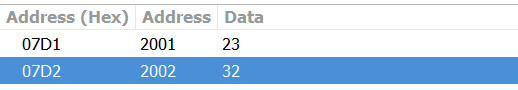 Address (Hex) Address Data
07D1 2001 23
07D2 2002 32